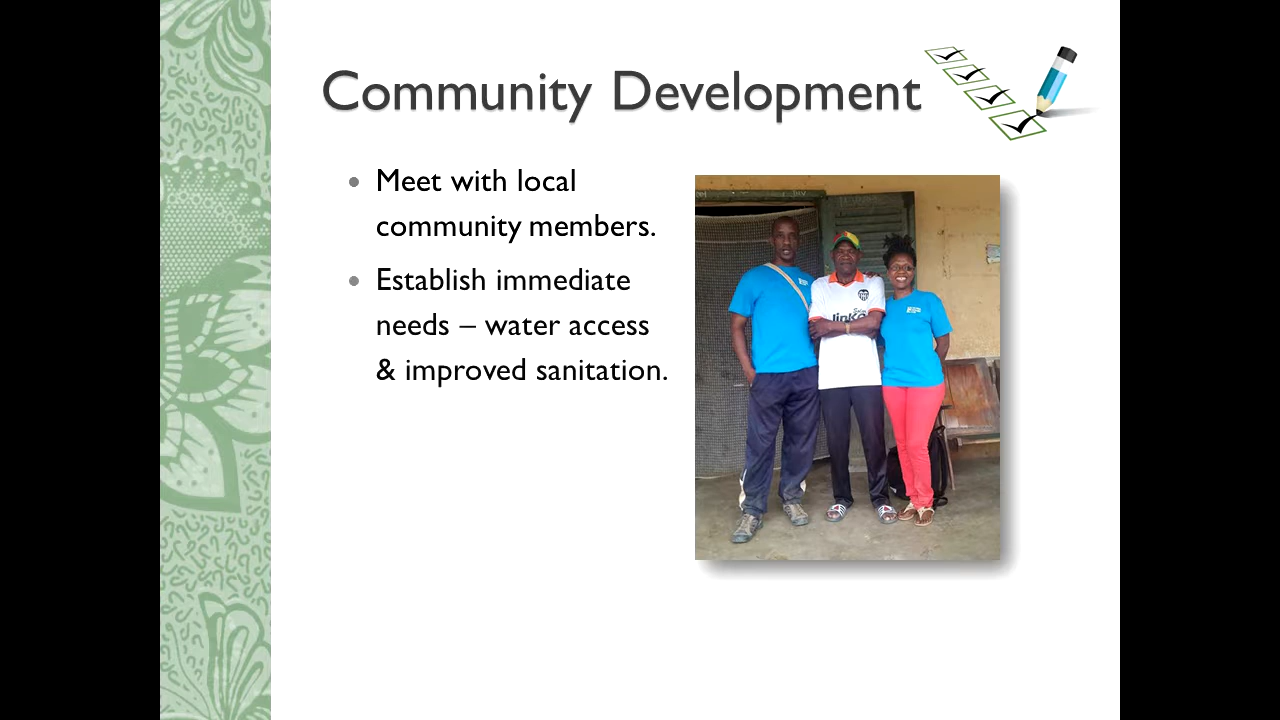 Community Development
Meet with local
community members.
Establish immediate
needs – water access
& improved sanitation.